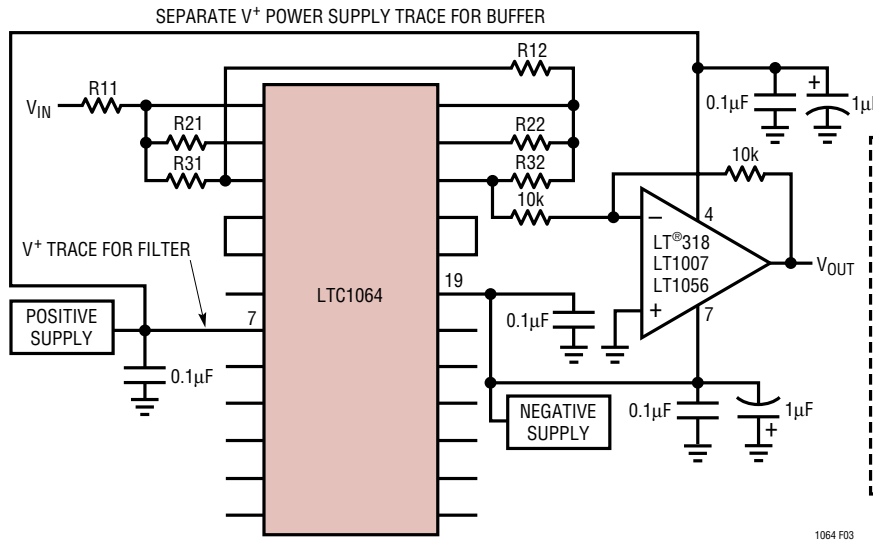 SEPARATE V+ POWER SUPPLY TRACE FOR BUFFER
R12
R11
VIN
R21
R22
R31
R32
10k
0.1µF
+
1µF
10k
–
4
LT®318
LT1007
LT1056
VOUT
+
7
V+ TRACE FOR FILTER
LTC1064
19
POSITIVE
SUPPLY
7
0.1µF
0.1µF
NEGATIVE
SUPPLY
0.1µF
1µF
+
1064 F03